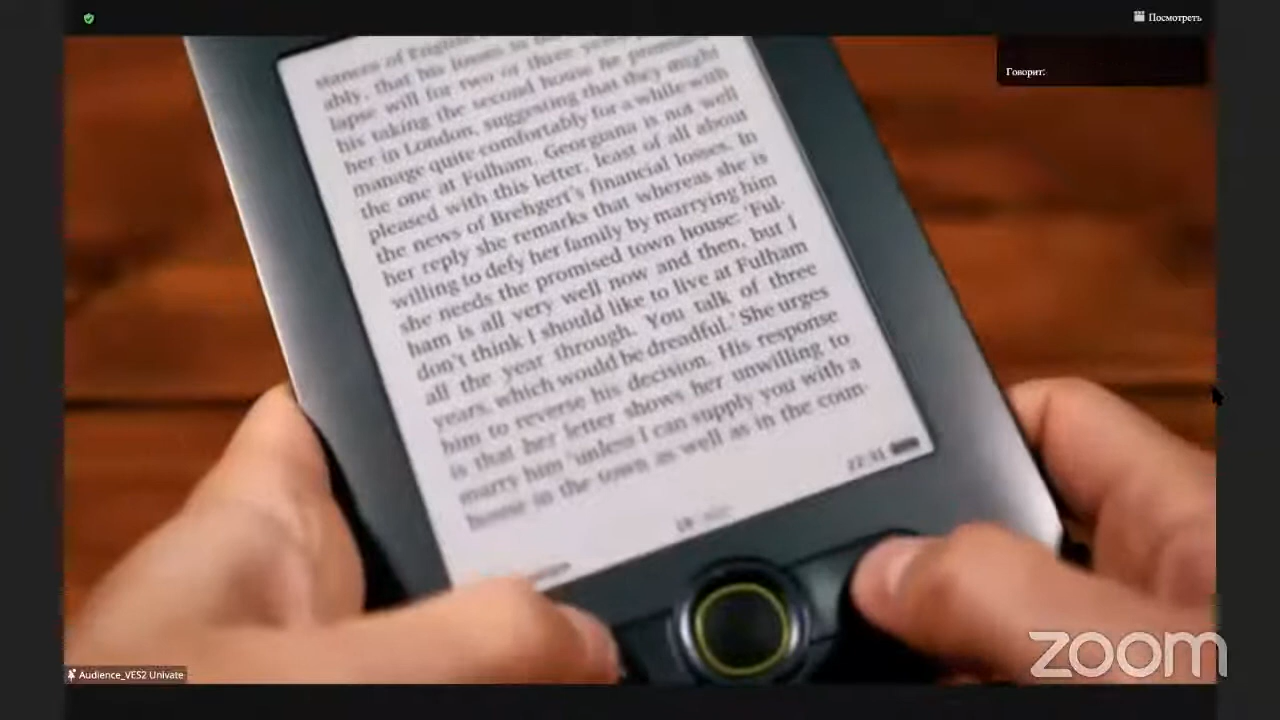 Посмотреть
Говорит:
stances of English
ably, that his losses in the
lapse will for two or three years
his taking the second house he promised
her in London, suggesting that they might
manage quite comfortably for a while with
the one at Fulham. Georgiana is not well
pleased with this letter, least of all about
the news of Brehgert's financial losses. In
her reply she remarks that whereas she is
willing to defy her family by marrying him
she needs the promised town house: 'Ful-
ham is all very well now and then, but I
don't think I should like to live at Fulham
all the year through. You talk of three
years, which would be dreadful.' She urges
him to reverse his decision. His response
is that her letter shows her unwilling to
marry him 'unless I can supply you with a
house in the town as well as in the coun-
Audience_VES2 Univate
zoom